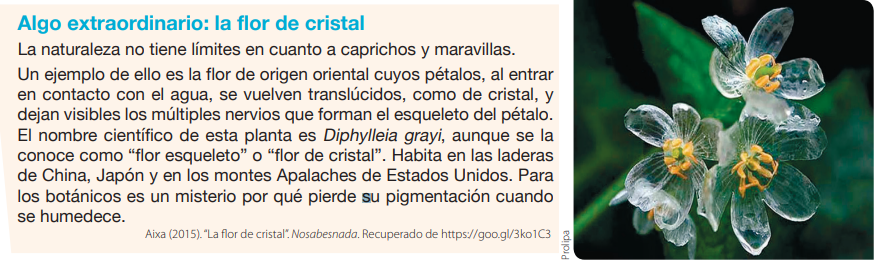 Algo extraordinario: la flor de cristal
La naturaleza no tiene límites en cuanto a caprichos y maravillas.
Un ejemplo de ello es la flor de origen oriental cuyos pétalos, al entrar
en contacto con el agua, se vuelven translúcidos, como de cristal, y
dejan visibles los múltiples nervios que forman el esqueleto del pétalo.
El nombre científico de esta planta es Diphylleia grayi, aunque se la
conoce como “flor esqueleto” o “flor de cristal”. Habita en las laderas
de China, Japón y en los montes Apalaches de Estados Unidos. Para
los botánicos es un misterio por qué pierde su pigmentación cuando
se humedece.
Aixa (2015). “La flor de cristal”. Nosabesnada. Recuperado de https://goo.gl/3ko1C3
Prolipa